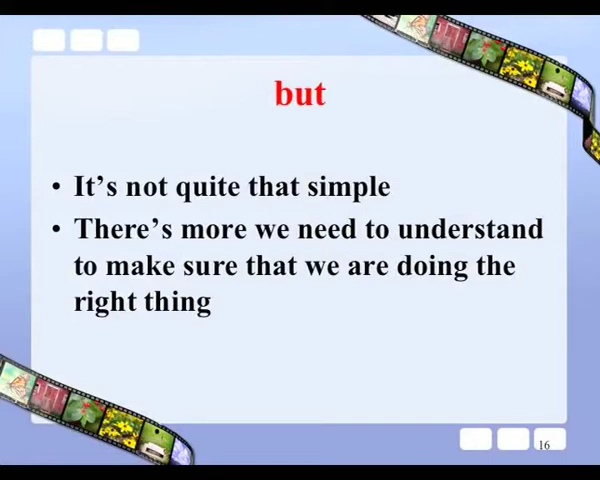 but
• It’s not quite that simple
• There’s more we need to understand
to make sure that we are doing the
right thing
16